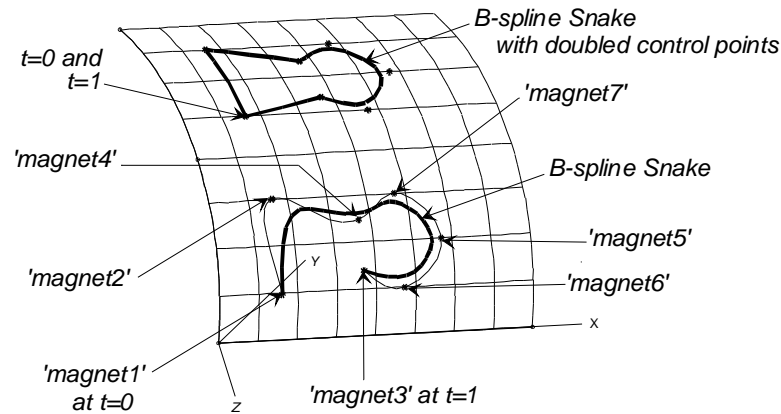 B-spline Snake
with doubled control points
t=0 and
t=1
'magnet7'
'magnet4'
B-spline Snake
'magnet5'
'magnet2'
Y
'magnet6'
X
'magnet1'
at t=0
Z
'magnet3' at t=1